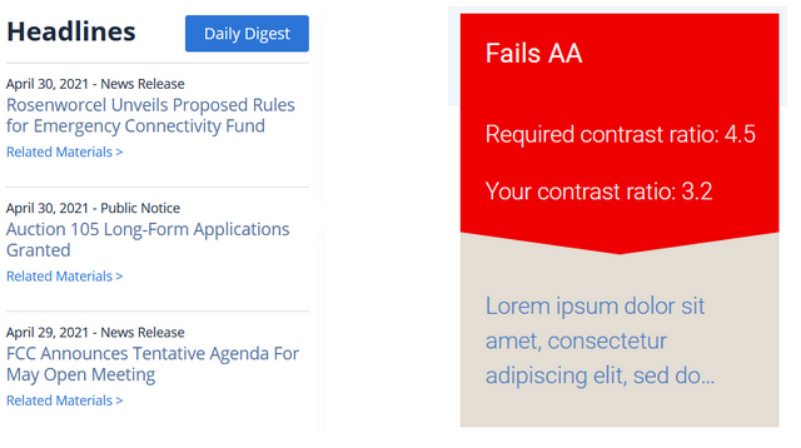 Headlines
Daily Digest
April 30, 2021 - News Release
Rosenworcel Unveils Proposed Rules
for Emergency Connectivity Fund
Related Materials >
April 30, 2021 - Public Notice
Auction 105 Long-Form Applications
Granted
Related Materials >
April 29, 2021 - News Release
FCC Announces Tentative Agenda For
May Open Meeting
Related Materials >
Fails AA
Required contrast ratio: 4.5
Your contrast ratio: 3.2
Lorem ipsum dolor sit
amet, consectetur
adipiscing elit, sed do...